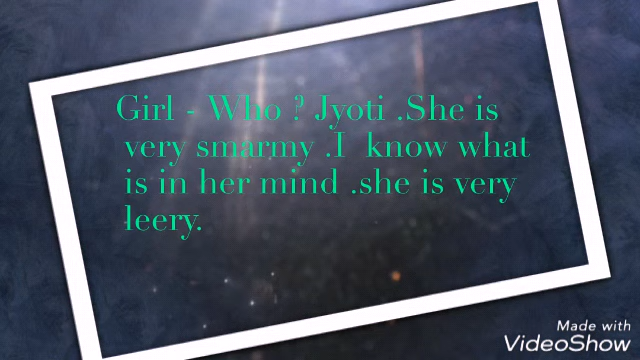 Girl - Who ? Jyoti .She is
very smarmy .I know what
is in her mind .she is very
leery.
Made with
VideoShow